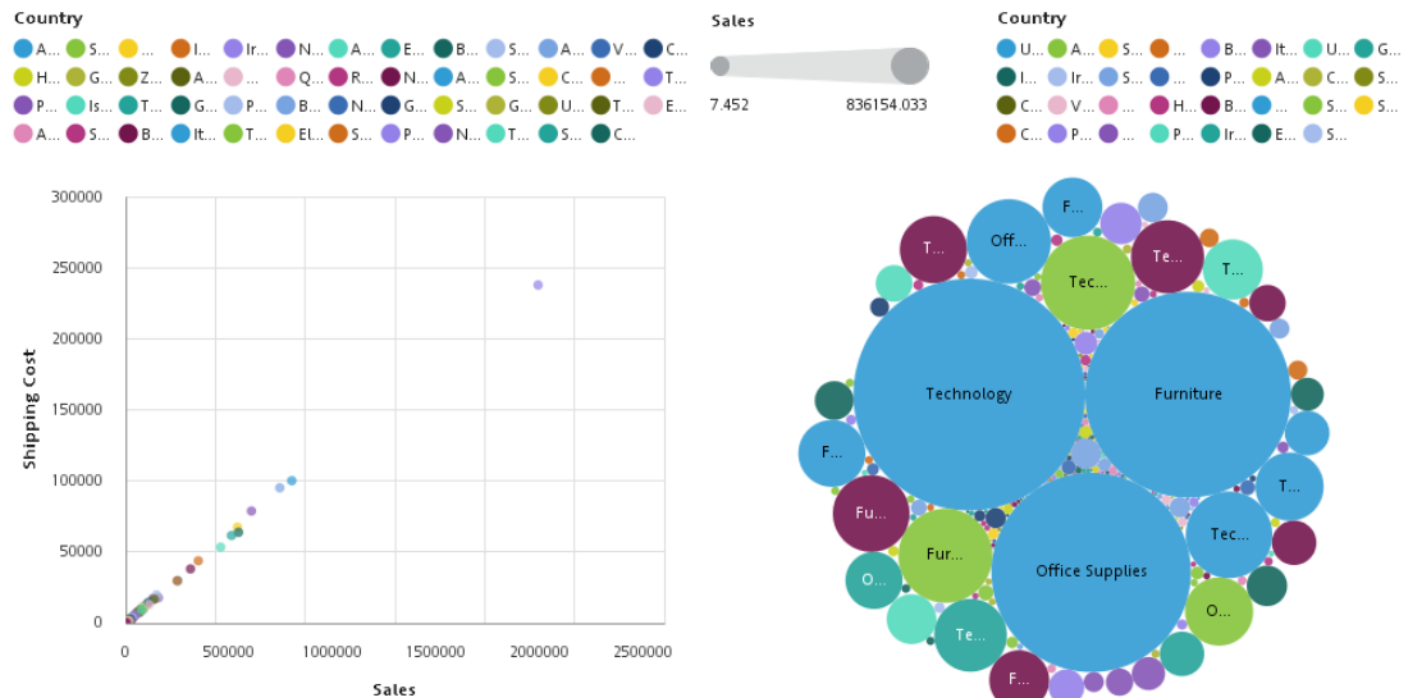 Country
A... S... ... I... Ir... N... A... E... B... S... A... V... C...
H... G... Z... A... ... Q... R... N... A... S... C... ... T...
P... Is... T... G... P... B... N... G... S... G... U... T... E...
A... S... B... It... T... El... S... P... N... T... S... C...
300000
250000
200000
150000
100000
50000
0
Shipping Cost
0 500000 1000000 1500000 2000000 2500000
Sales
Sales
7.452 836154.033
Country
U... A... S... ... B... It... U... G...
I... Ir... S... ... P... A... C... S...
C... V... ... H... B... ... S... S...
C... P... ... P... Ir... E... S...
F...
T... Off... Te...
Tec... T...
Technology Furniture
F... T...
Fu... Tec...
Fur...
O... Office Supplies O...
Te...
F...